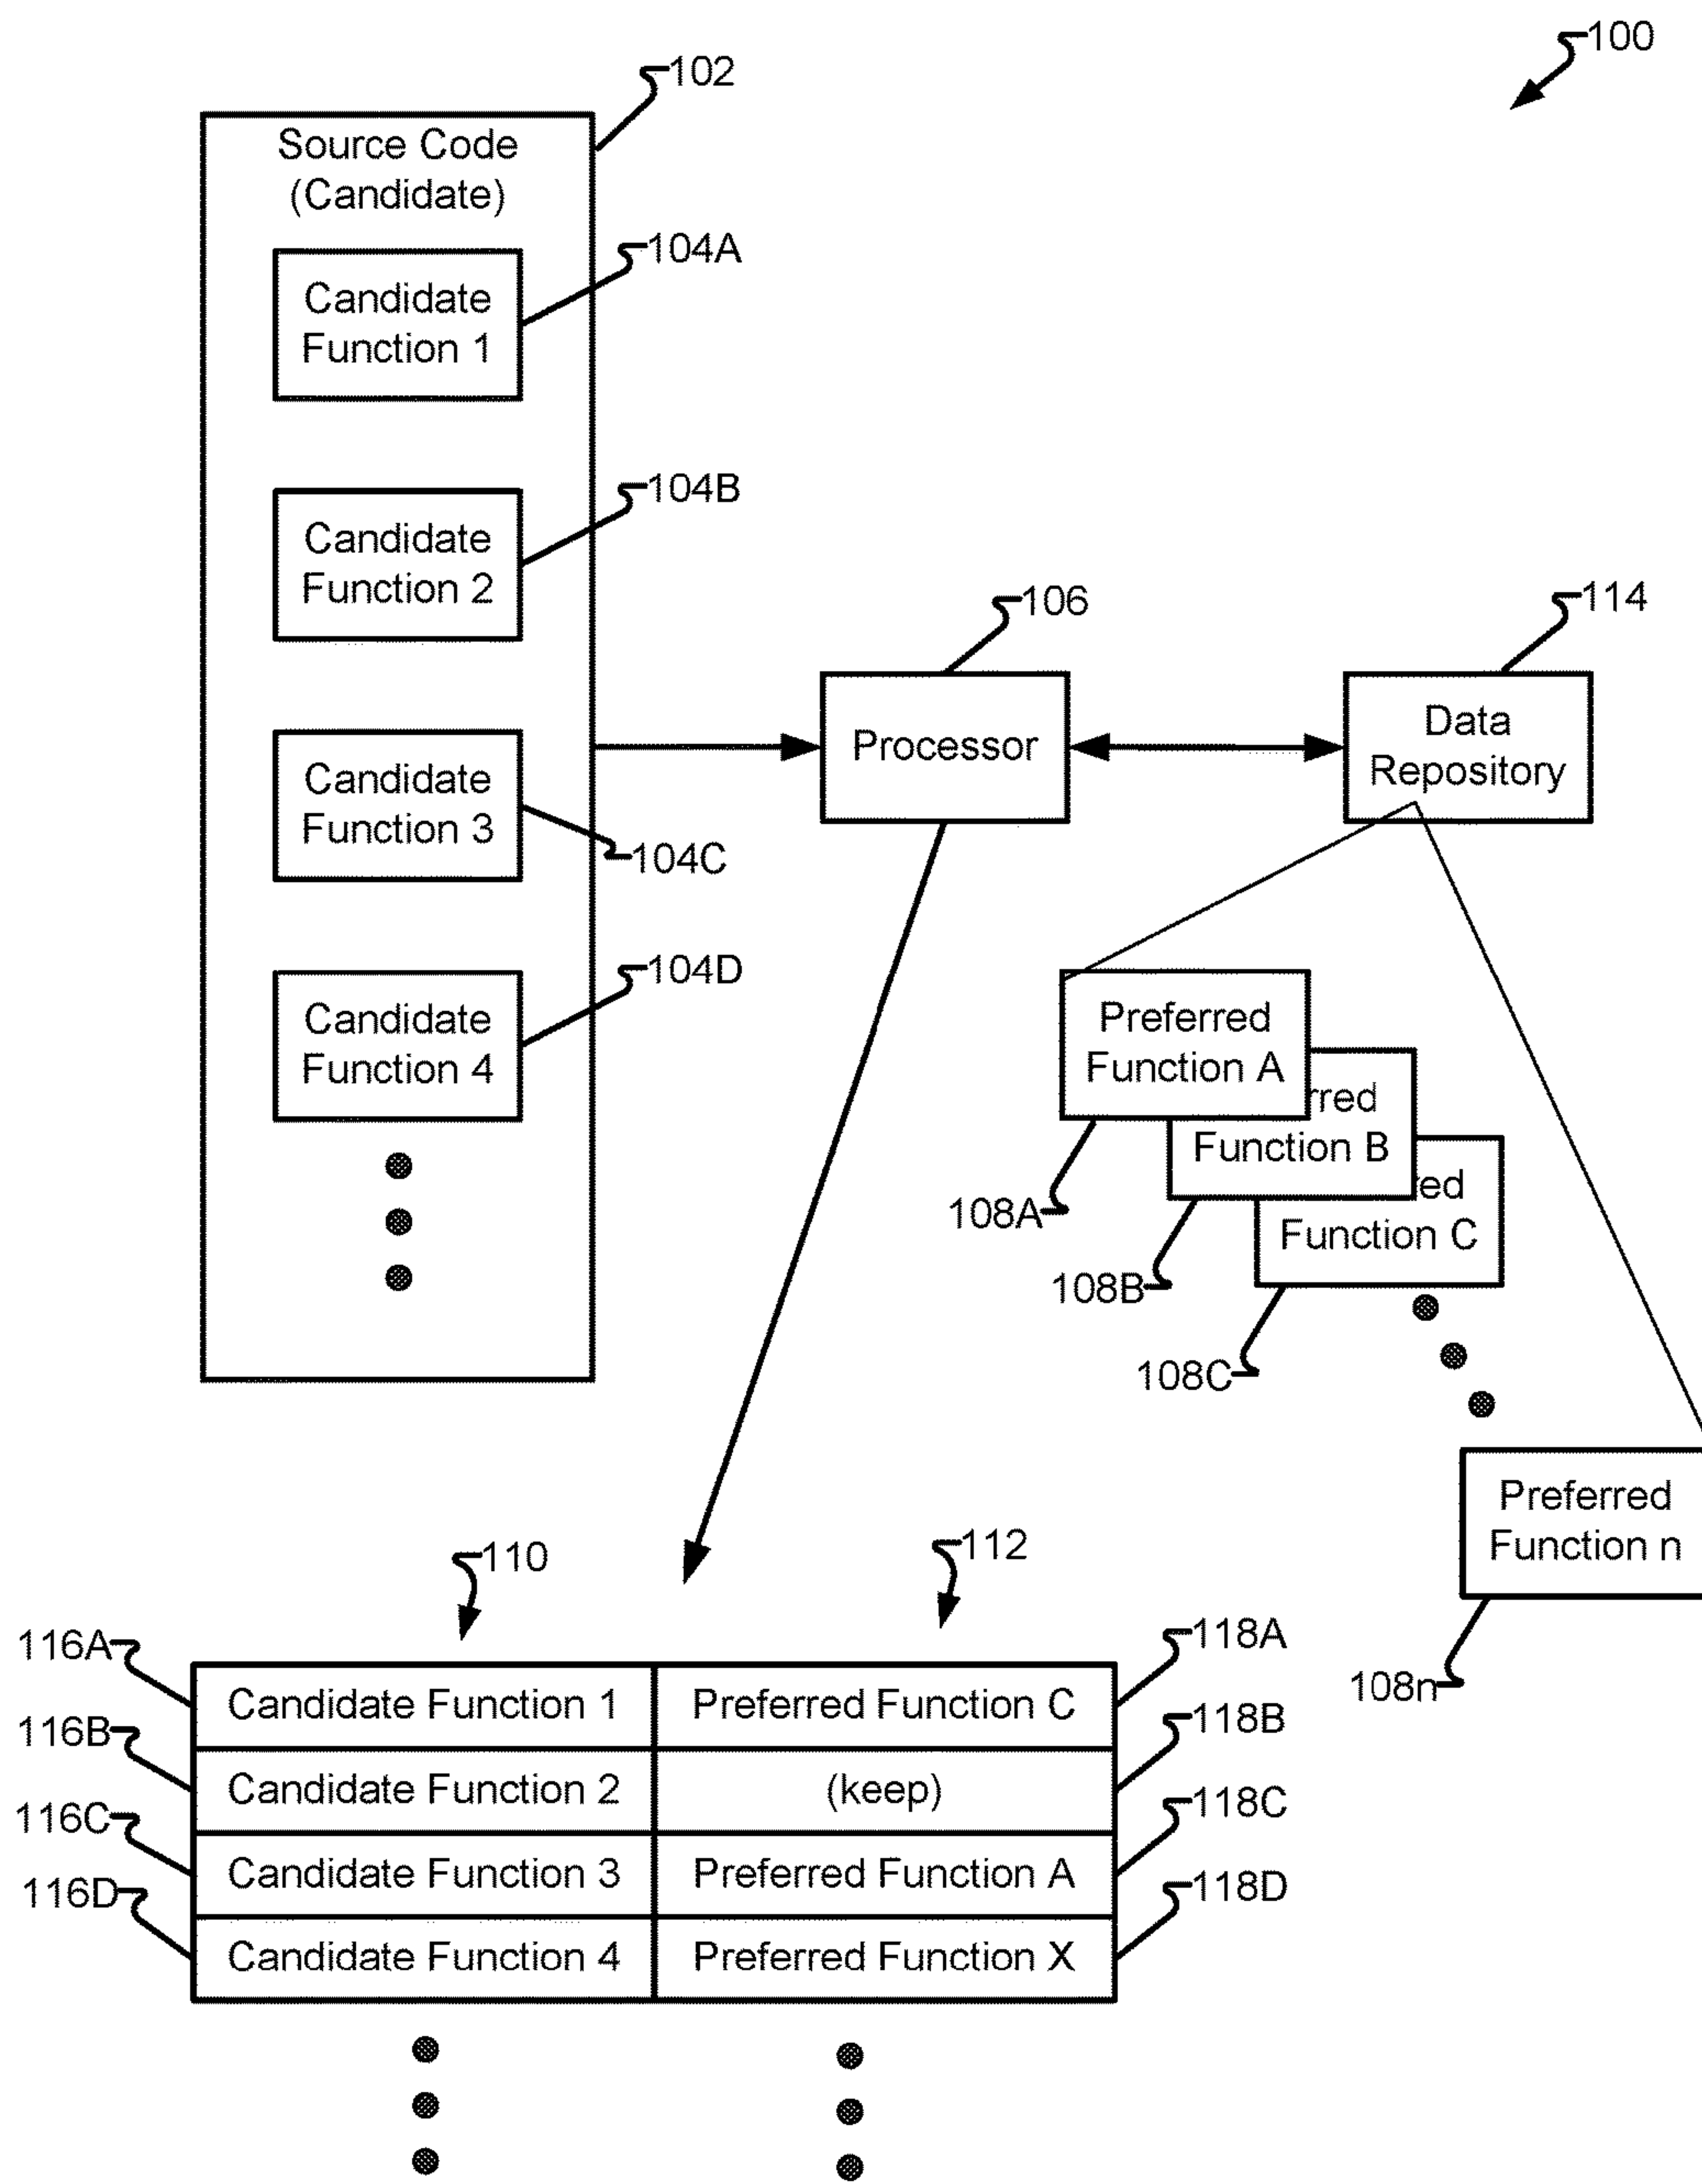 100
102
Source Code
(Candidate)
104A
Candidate
Function 1
104B
Candidate
Function 2
106
114
Processor
Data
Repository
Candidate
Function 3
104C
104D
Candidate
Function 4
Preferred
Function A
rred
Function B
red
Function C
108A
108B
108C
Preferred
Function n
108n
110
112
116A
Candidate Function 1
Preferred Function C
118A
116B
Candidate Function 2
(keep)
118B
116C
Candidate Function 3
Preferred Function A
118C
116D
Candidate Function 4
Preferred Function X
118D